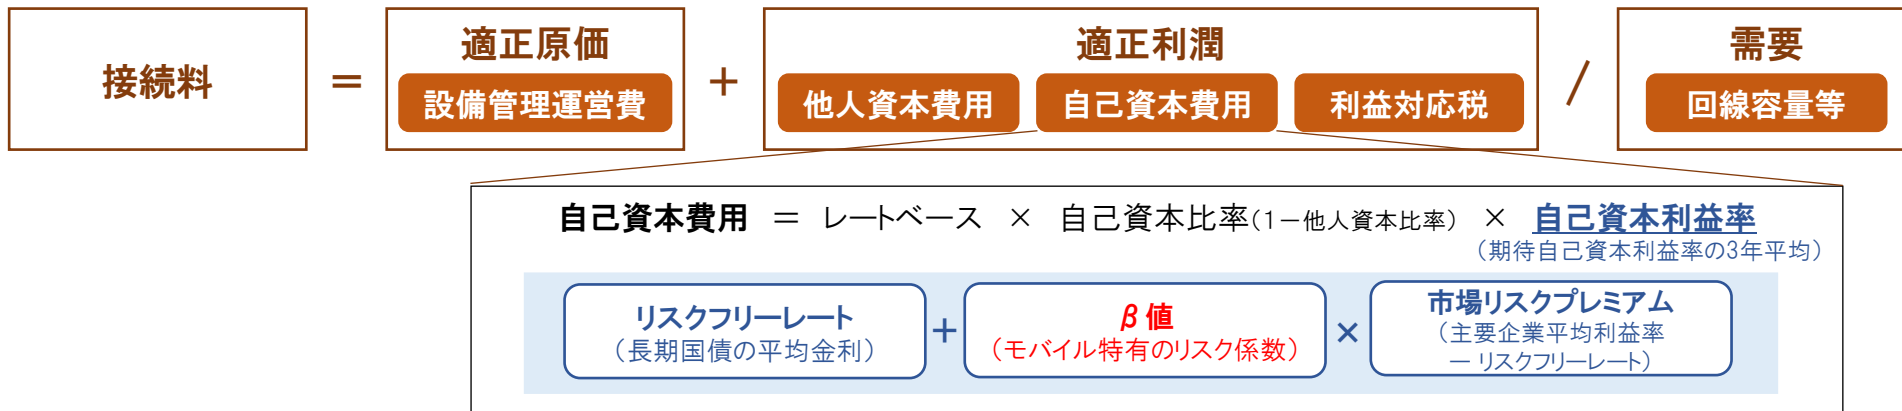 接続料
＝
適正原価
設備管理運営費
＋
適正利潤
他人資本費用 自己資本費用 利益対応税
/
需要
回線容量等
自己資本費用 ＝ レートベース × 自己資本比率(1－他人資本比率) × 自己資本利益率
(期待自己資本利益率の3年平均)
リスクフリーレート
(長期国債の平均金利)
＋
β値
(モバイル特有のリスク係数)
×
市場リスクプレミアム
(主要企業平均利益率
－リスクフリーレート)